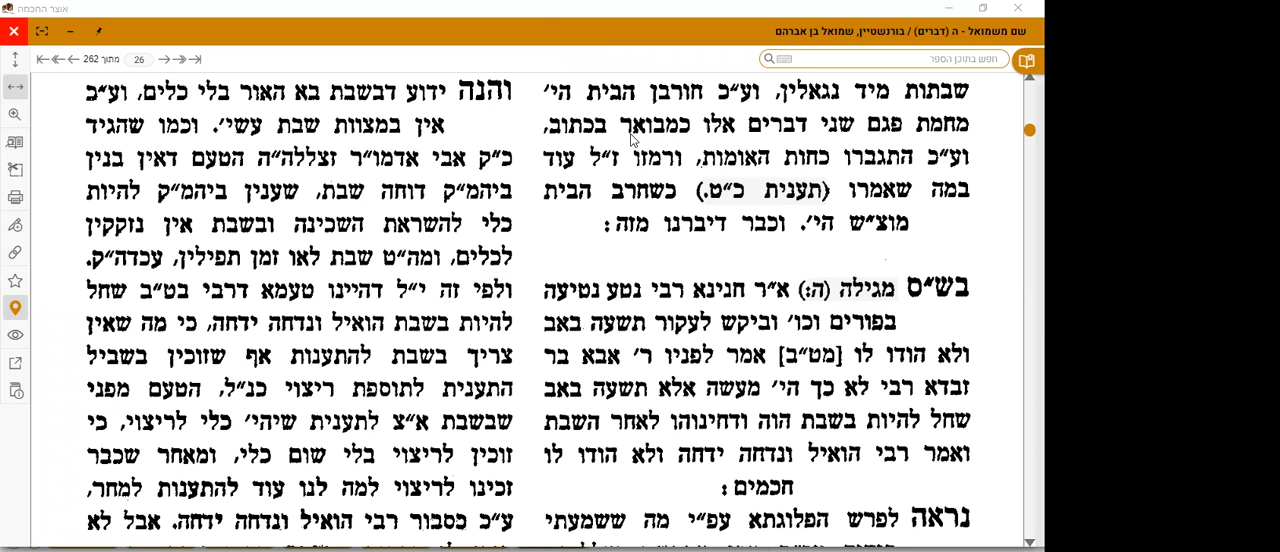 אוצר החכמה
שם משמואל - ה (דברים) / בורנשטיין, שמואל בן אברהם
26 מתוך 262
חפש בתוכן הספר
שבתות מיד נגאלין, וע״כ חורבן הבית הי׳
מחמת פגם שני דברים אלו כמבואר בכתוב,
וע״כ התגברו כחות האומות, ורמזו ז״ל עוד
במה שאמרו (תענית כ״ט.) כשחרב הבית
מוצ״ש הי׳. וכבר דיברנו מזה:
בש״ס מגילה (ה:) א״ר חנינא רבי נטע נטיעה
בפורים וכו׳ וביקש לעקור תשעה באב
ולא הודו לו [מט״ב] אמר לפניו ר׳ אבא בר
זבדא רבי לא כך הי׳ מעשה אלא תשעה באב
שחל להיות בשבת הוה ודחינוהו לאחר השבת
ואמר רבי הואיל ונדחה ידחה ולא הודו לו
חכמים:
נראה לפרש הפלוגתא עפ״י מה ששמעתי
והנה ידוע דבשבת בא האור בלי כלים, וע״כ
אין במצוות שבת עשי׳. וכמו שהגיד
כ״ק אבי אדמו״ר זצללה״ה הטעם דאין בנין
ביהמ״ק דוחה שבת, שענין ביהמ״ק להיות
כלי להשראת השכינה ובשבת אין נזקקין
לכלים, ומה״ט שבת לאו זמן תפילין, עכדה״ק.
ולפי זה י״ל דהיינו טעמא דרבי בט״ב שחל
להיות בשבת הואיל ונדחה ידחה, כי מה שאין
צריך בשבת להתענות אף שזוכין בשביל
התענית לתוספת ריצוי כנ״ל, הטעם מפני
שבשבת א״צ לתענית שיהי׳ כלי לריצוי, כי
זוכין לריצוי בלי שום כלי, ומאחר שכבר
זכינו לריצוי למה לנו עוד להתענות למחר,
ע״כ כסבור רבי הואיל ונדחה ידחה. אבל לא